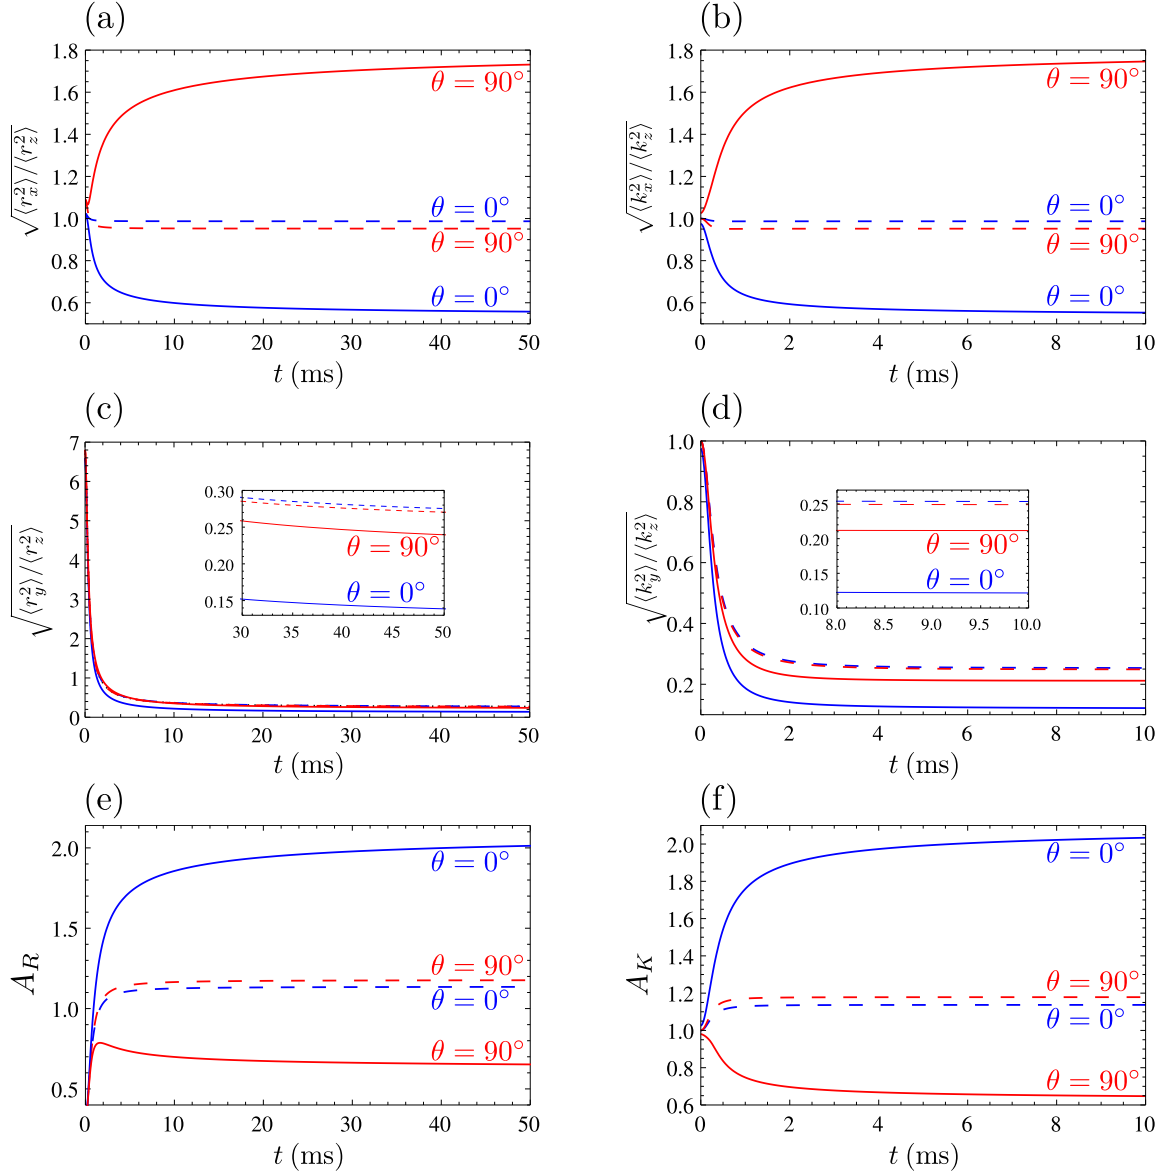 (a)
1.8
1.6
1.4
1.2
1.0
0.8
0.6
√⟨r_x^2⟩/⟨r_z^2⟩
θ = 90°
θ = 0°
θ = 90°
θ = 0°
0 10 20 30 40 50
t (ms)
(b)
1.8
1.6
1.4
1.2
1.0
0.8
0.6
√⟨k_x^2⟩/⟨k_z^2⟩
θ = 90°
θ = 0°
θ = 90°
θ = 0°
0 2 4 6 8 10
t (ms)
(c)
7
6
5
4
3
2
1
0
√⟨r_y^2⟩/⟨r_z^2⟩
0.30
0.25
0.20
0.15
θ = 90°
θ = 0°
30 35 40 45 50
0 10 20 30 40 50
t (ms)
(d)
1.0
0.8
0.6
0.4
0.2
√⟨k_y^2⟩/⟨k_z^2⟩
0.25
0.20
0.15
0.10
θ = 90°
θ = 0°
8.0 8.5 9.0 9.5 10.0
0 2 4 6 8 10
t (ms)
(e)
2.0
1.5
1.0
0.5
A_R
θ = 0°
θ = 90°
θ = 0°
θ = 90°
0 10 20 30 40 50
t (ms)
(f)
2.0
1.8
1.6
1.4
1.2
1.0
0.8
0.6
A_K
θ = 0°
θ = 90°
θ = 0°
θ = 90°
0 2 4 6 8 10
t (ms)